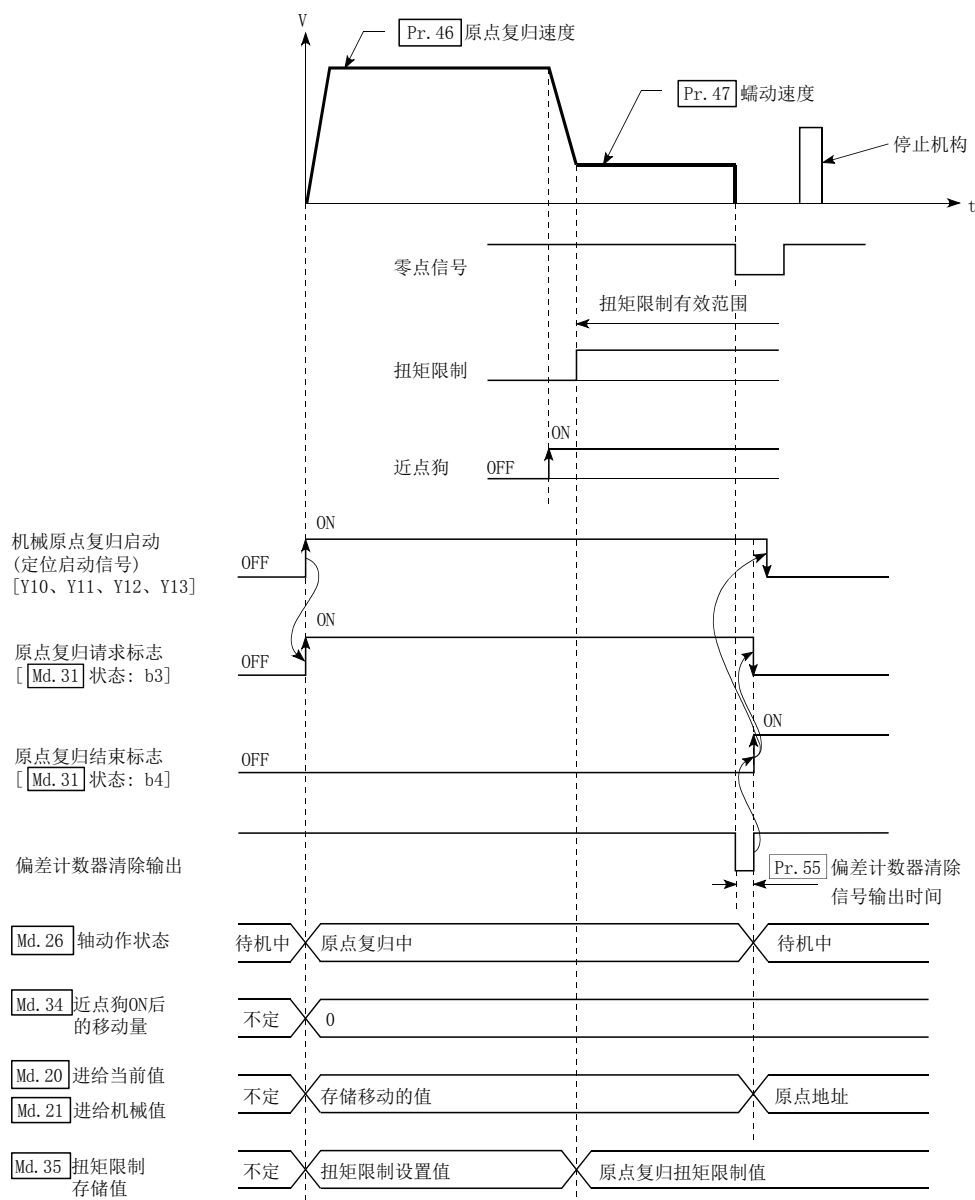 V
Pr. 46 原点复归速度
Pr. 47 蠕动速度
停止机构
t
零点信号
扭矩限制有效范围
扭矩限制
ON
近点狗 OFF
ON
机械原点复归启动
(定位启动信号) OFF
[Y10、Y11、Y12、Y13]
ON
原点复归请求标志 OFF
[ Md. 31 状态: b3]
ON
原点复归结束标志 OFF
[ Md. 31 状态: b4]
偏差计数器清除输出
Pr. 55 偏差计数器清除
信号输出时间
Md. 26 轴动作状态 待机中 原点复归中 待机中
Md. 34 近点狗ON后
的移动量 不定 0
Md. 20 进给当前值
Md. 21 进给机械值 不定 存储移动的值 原点地址
Md. 35 扭矩限制
存储值 不定 扭矩限制设置值 原点复归扭矩限制值